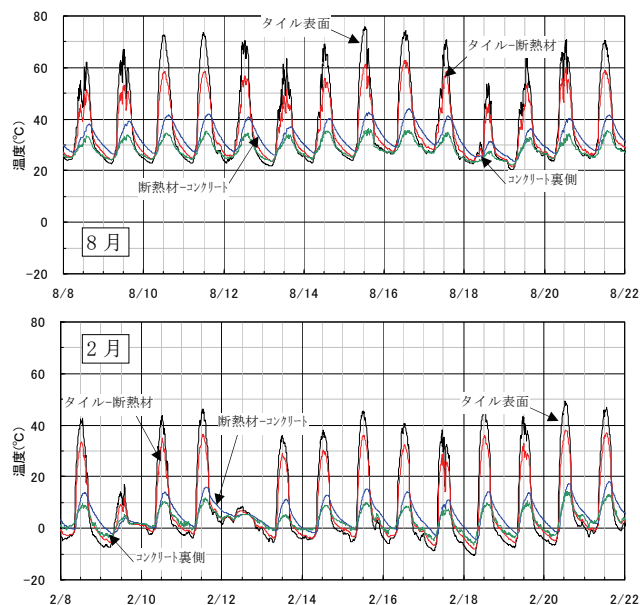 80
60
40
20
0
-20
温度(℃)
タイル表面
タイル−断熱材
断熱材−コンクリート
コンクリート裏側
8月
8/8
8/10
8/12
8/14
8/16
8/18
8/20
8/22
80
60
40
20
0
-20
温度(℃)
2月
タイル−断熱材
断熱材−コンクリート
タイル表面
コンクリート裏側
2/8
2/10
2/12
2/14
2/16
2/18
2/20
2/22